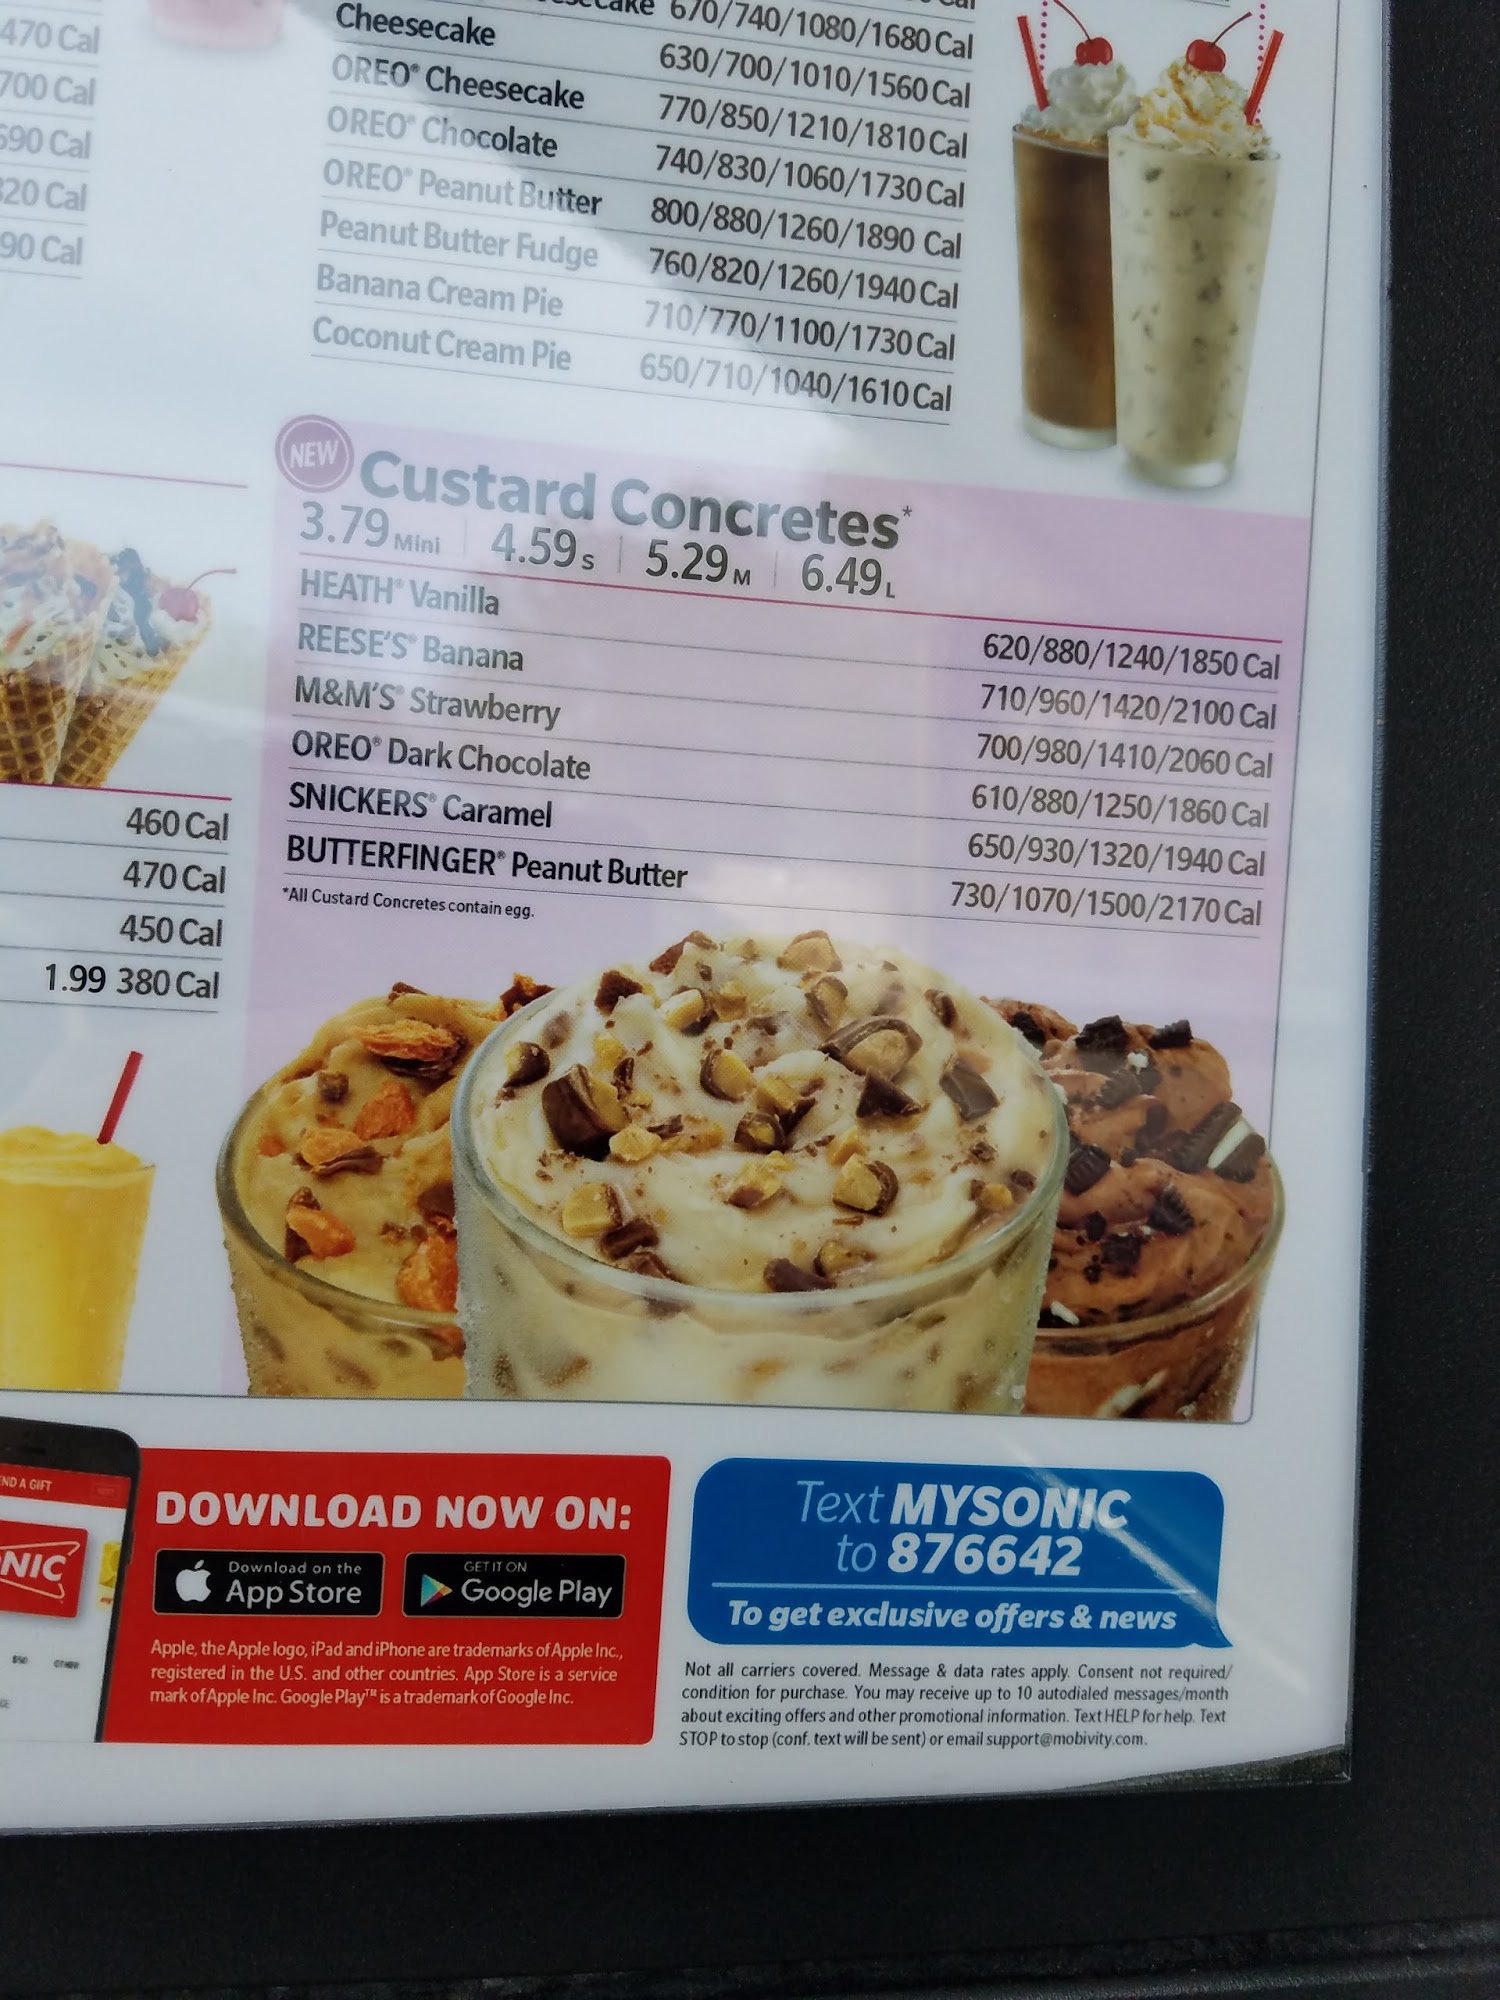 470 Cal
700 Cal
690 Cal
20 Cal
90 Cal
Cal
670/740/1080/1680 Cal
Cheesecake 630/700/1010/1560 Cal
OREO® Cheesecake 770/850/1210/1810 Cal
OREO® Chocolate 740/830/1060/1730 Cal
OREO® Peanut Butter 800/880/1260/1890 Cal
Peanut Butter Fudge 760/820/1260/1940 Cal
Banana Cream Pie 710/770/1100/1730 Cal
Coconut Cream Pie 650/710/1040/1610 Cal
NEW
Custard Concretes*
3.79 Mini | 4.59 S | 5.29 M | 6.49 L
HEATH® Vanilla 620/880/1240/1850 Cal
REESE'S® Banana 710/960/1420/2100 Cal
M&M'S® Strawberry 700/980/1410/2060 Cal
OREO® Dark Chocolate 610/880/1250/1860 Cal
SNICKERS® Caramel 650/930/1320/1940 Cal
BUTTERFINGER® Peanut Butter 730/1070/1500/2170 Cal
*All Custard Concretes contain egg.
460 Cal
470 Cal
450 Cal
1.99 380 Cal
ND A GIFT
NIC
$50 OTHER
DOWNLOAD NOW ON:
Download on the
App Store
GET IT ON
Google Play
Apple, the Apple logo, iPad and iPhone are trademarks of Apple Inc.,
registered in the U.S. and other countries. App Store is a service
mark of Apple Inc. Google Play™ is a trademark of Google Inc.
Text MYSONIC
to 876642
To get exclusive offers & news
Not all carriers covered. Message & data rates apply. Consent not required/
condition for purchase. You may receive up to 10 autodialed messages/month
about exciting offers and other promotional information. Text HELP for help. Text
STOP to stop (conf. text will be sent) or email support@mobivity.com.